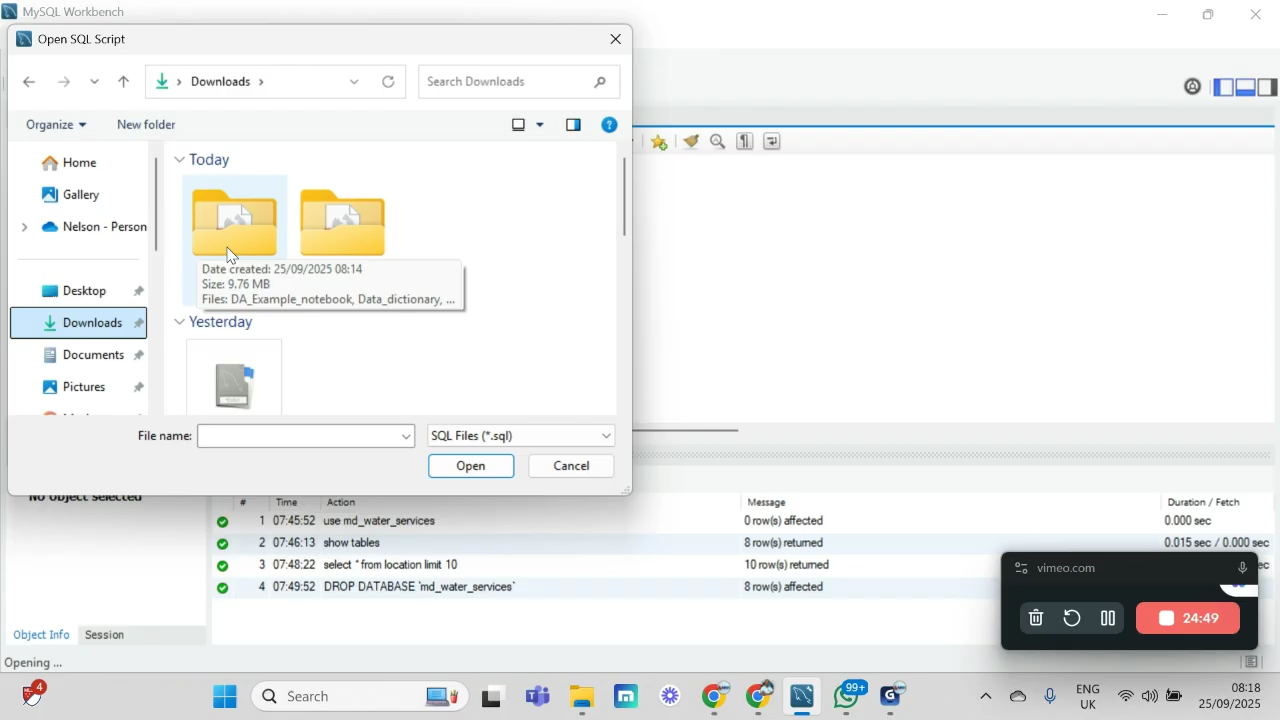 MySQL Workbench
Open SQL Script
Downloads
Search Downloads
Organize
New folder
Home
Gallery
Nelson - Person
Desktop
Downloads
Documents
Pictures
Today
Date created: 25/09/2025 08:14
Size: 9.76 MB
Files: DA_Example_notebook, Data_dictionary, ...
Yesterday
File name:
SQL Files (*.sql)
Open
Cancel
No object selected
# Time Action Message Duration / Fetch
1 07:45:52 use md_water_services 0 row(s) affected 0.000 sec
2 07:46:13 show tables 8 row(s) returned 0.015 sec / 0.000 sec
3 07:48:22 select * from location limit 10 10 row(s) returned
4 07:49:52 DROP DATABASE `md_water_services` 8 row(s) affected
vimeo.com
24:49
Object Info
Session
Opening ...
4
Search
99+
ENG
UK
08:18
25/09/2025